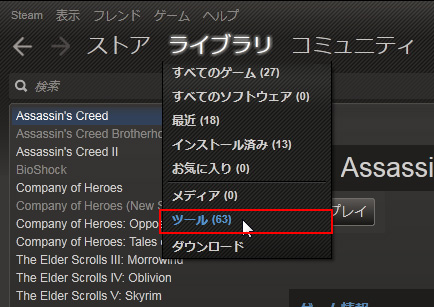 Steam 表示 フレンド ゲーム ヘルプ
ストア ライブラリ コミュニティ
検索
すべてのゲーム (27)
すべてのソフトウェア (0)
最近 (18)
インストール済み (13)
お気に入り (0)
メディア (0)
ツール (63)
ダウンロード
Assassin's Creed
Assassin's Creed Brotherho
Assassin's Creed II
BioShock
Company of Heroes
Company of Heroes (New S
Company of Heroes: Oppo
Company of Heroes: Tales
The Elder Scrolls III: Morrowind
The Elder Scrolls IV: Oblivion
The Elder Scrolls V: Skyrim
Assassin
プレイ
ゲーム情報